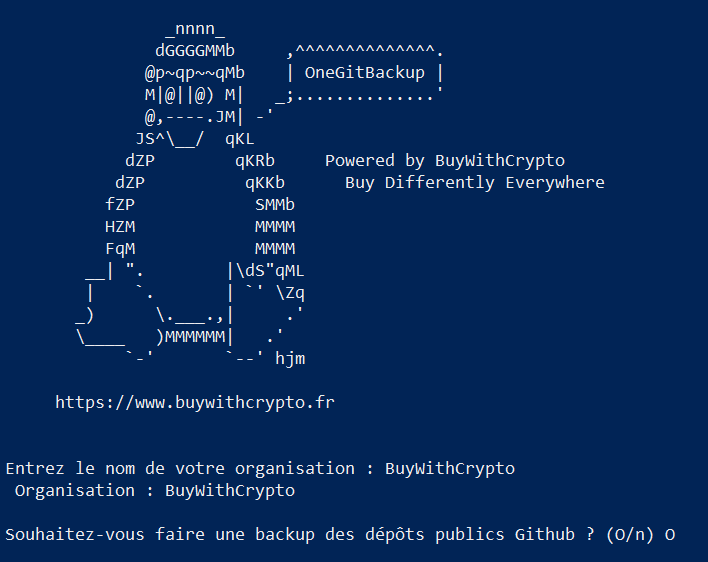 _nnnn_
        dGGGGMMb     ,^^^^^^^^^^^^^^.
       @p~qp~~qMb    | OneGitBackup |
       M|@||@) M|   _;..............'
       @,----.JM| -'
      JS^\__/  qKL
     dZP        qKRb     Powered by BuyWithCrypto
    dZP          qKKb      Buy Differently Everywhere
   fZP            SMMb
   HZM            MMMM
   FqM            MMMM
 __| ".        |\dS"qML
 |    `.       | `' \Zq
_)      \.___.,|     .'
\____   )MMMMMM|   .'
     `-'       `--' hjm
https://www.buywithcrypto.fr
Entrez le nom de votre organisation : BuyWithCrypto
Organisation : BuyWithCrypto
Souhaitez-vous faire une backup des dépôts publics Github ? (O/n) O